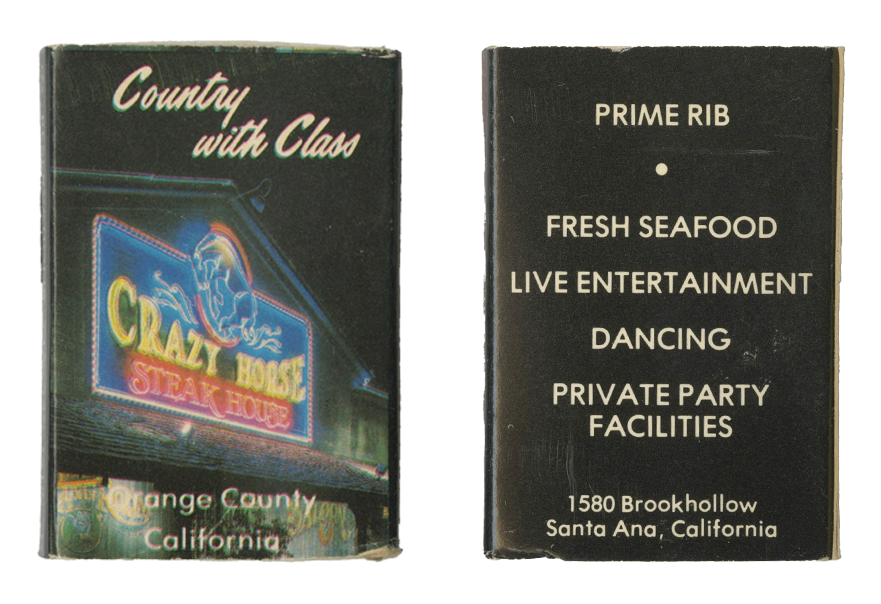 Country
with Class
CRAZY HORSE
STEAK HOUSE
Orange County
California
PRIME RIB
•
FRESH SEAFOOD
LIVE ENTERTAINMENT
DANCING
PRIVATE PARTY
FACILITIES
1580 Brookhollow
Santa Ana, California